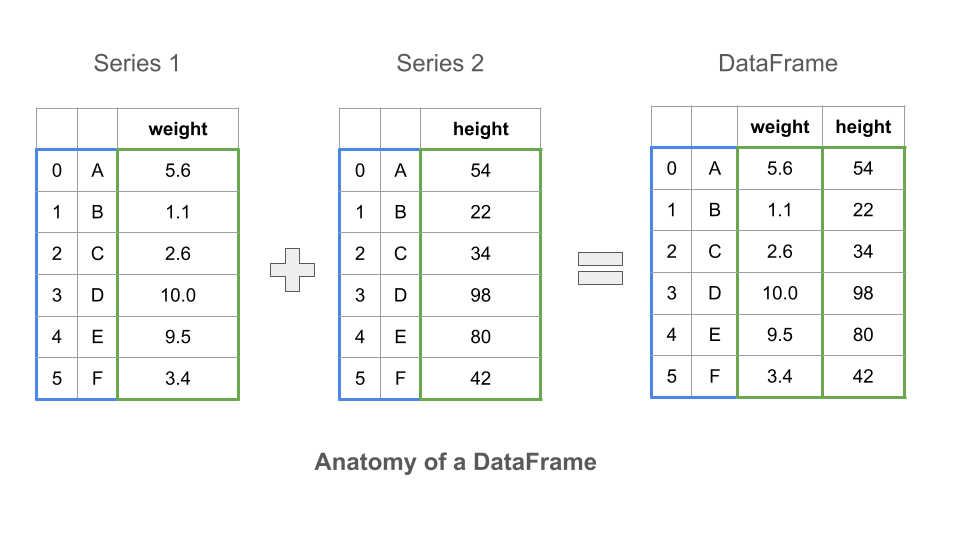 Series 1
Series 2
DataFrame
weight
height
weight height
0 A 5.6
0 A 54
0 A 5.6 54
1 B 1.1
1 B 22
1 B 1.1 22
2 C 2.6
2 C 34
2 C 2.6 34
3 D 10.0
3 D 98
3 D 10.0 98
4 E 9.5
4 E 80
4 E 9.5 80
5 F 3.4
5 F 42
5 F 3.4 42
Anatomy of a DataFrame